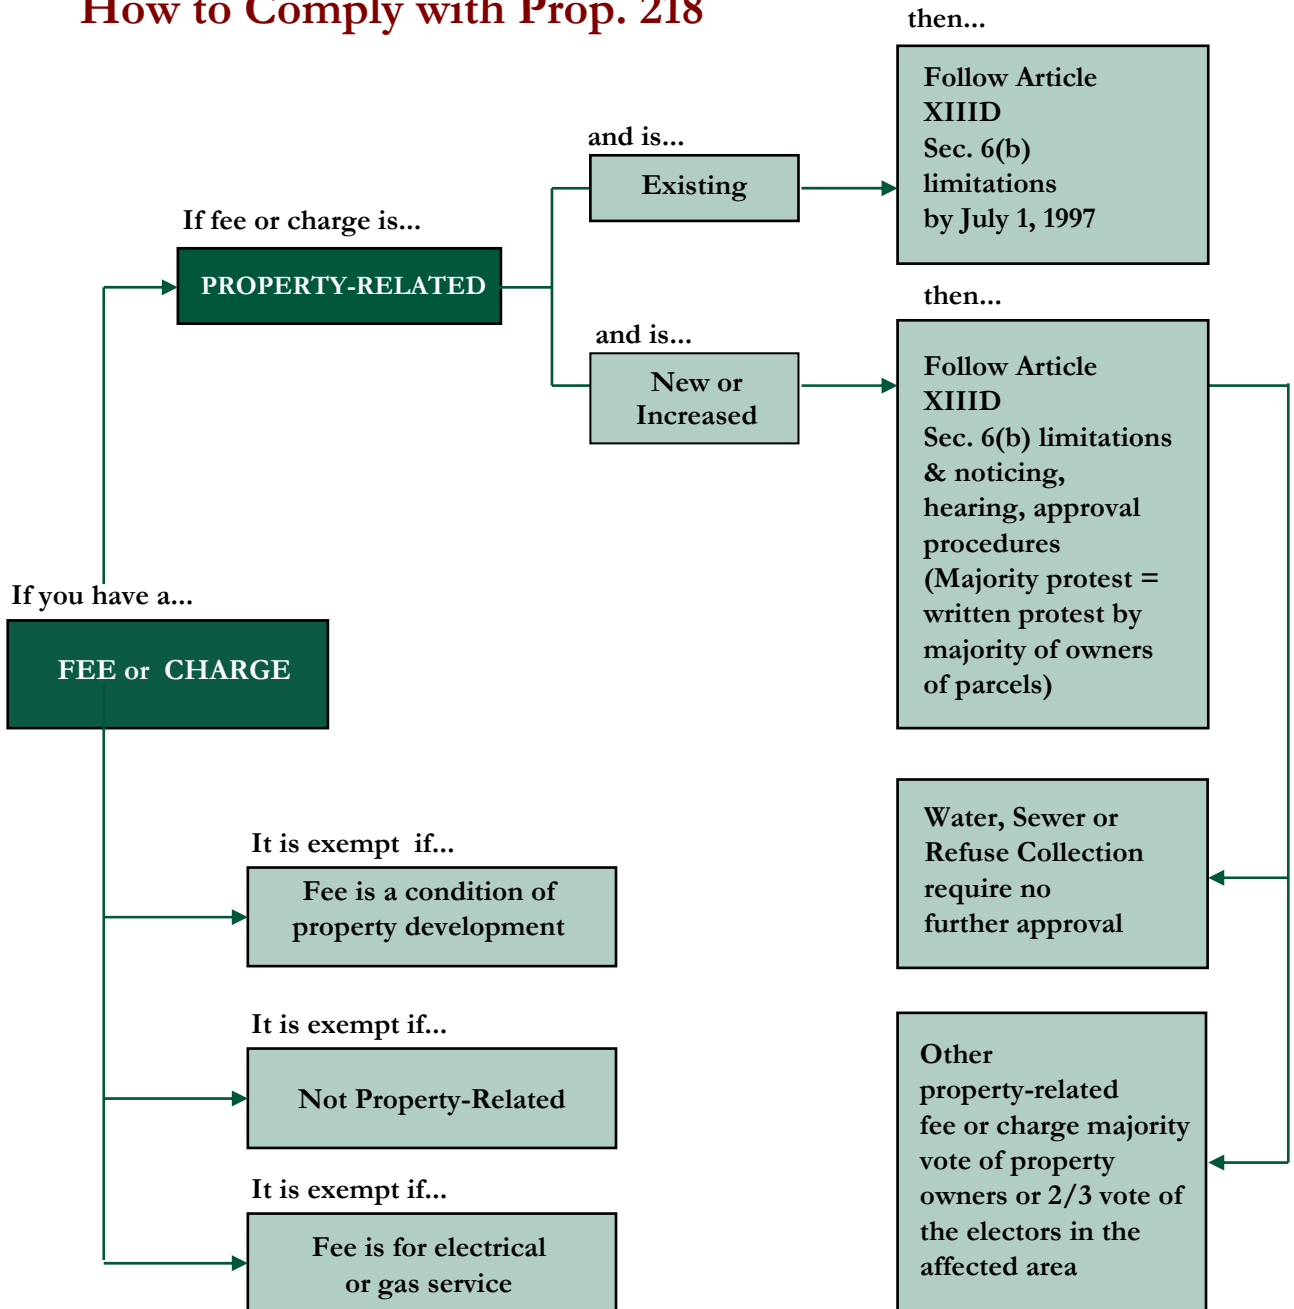 How to Comply with Prop. 218
then...
Follow Article
XIIID
Sec. 6(b)
limitations
by July 1, 1997
and is...
Existing
If fee or charge is...
PROPERTY-RELATED
then...
and is...
New or
Increased
Follow Article
XIIID
Sec. 6(b) limitations
& noticing,
hearing, approval
procedures
(Majority protest =
written protest by
majority of owners
of parcels)
If you have a...
FEE or CHARGE
Water, Sewer or
Refuse Collection
require no
further approval
It is exempt if...
Fee is a condition of
property development
It is exempt if...
Not Property-Related
Other
property-related
fee or charge majority
vote of property
owners or 2/3 vote of
the electors in the
affected area
It is exempt if...
Fee is for electrical
or gas service